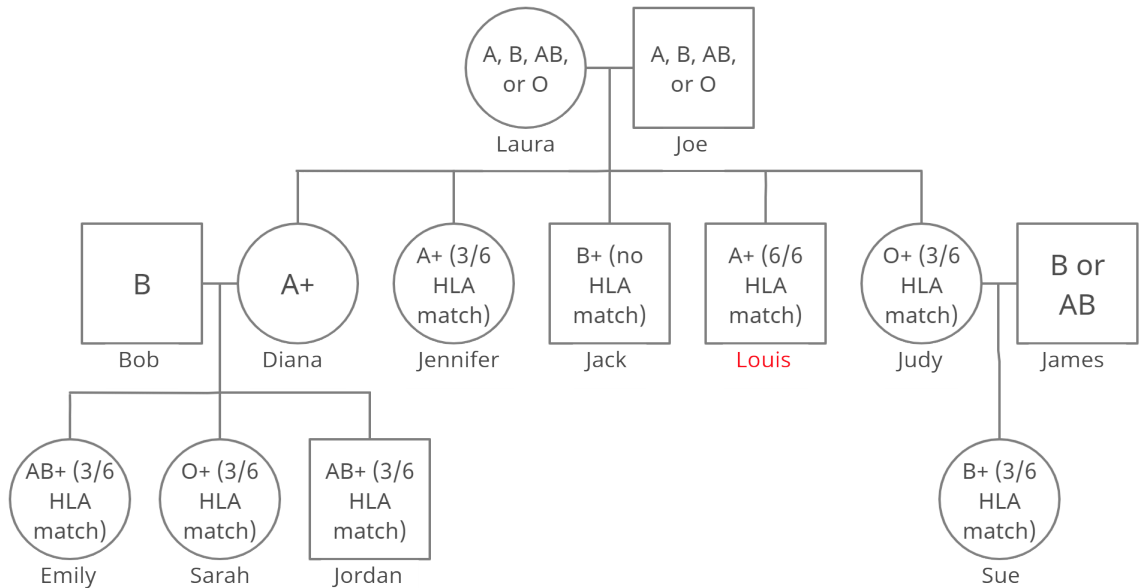 A, B, AB,
or O
A, B, AB,
or O
Laura
Joe
B
A+
A+ (3/6
HLA
match)
B+ (no
HLA
match)
A+ (6/6
HLA
match)
O+ (3/6
HLA
match)
B or
AB
Bob
Diana
Jennifer
Jack
Louis
Judy
James
AB+ (3/6
HLA
match)
O+ (3/6
HLA
match)
AB+ (3/6
HLA
match)
B+ (3/6
HLA
match)
Emily
Sarah
Jordan
Sue